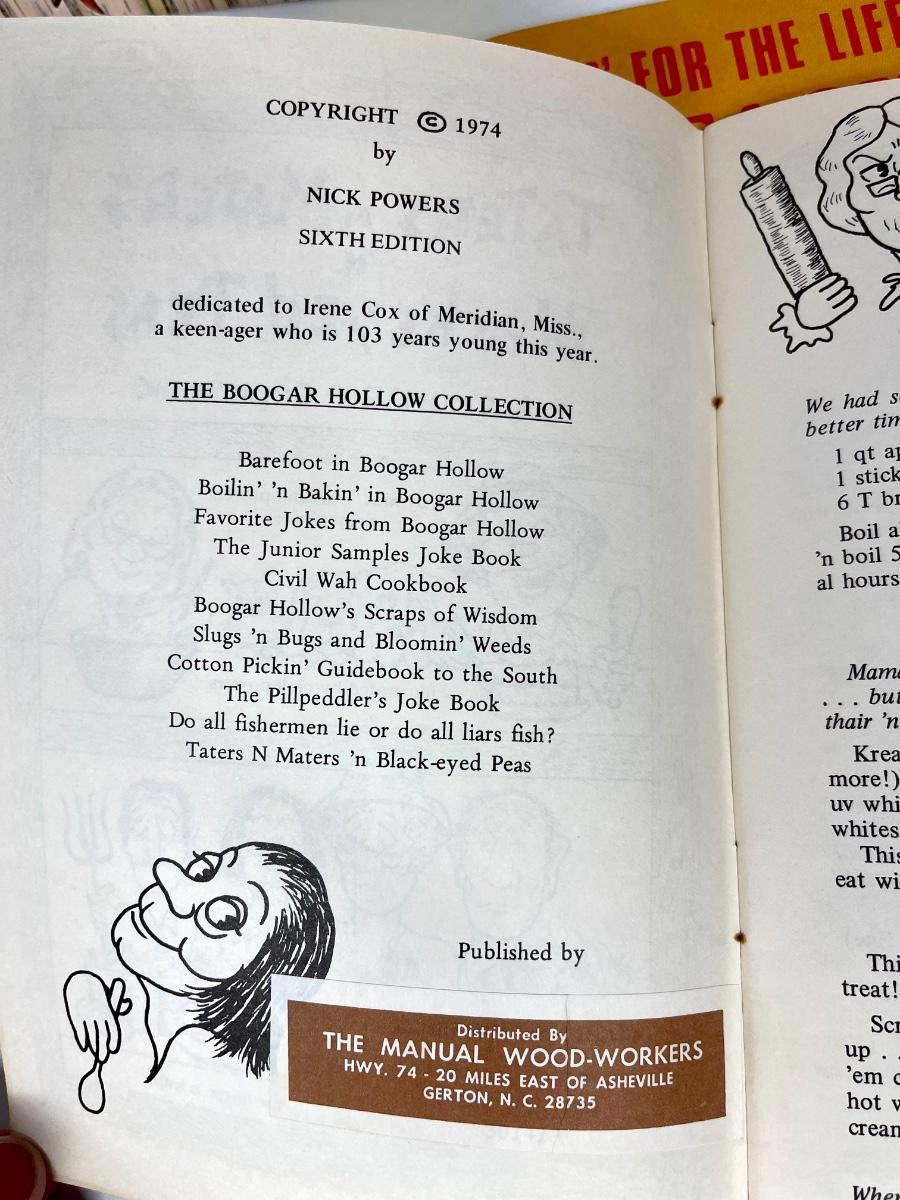 FOR THE LIFE
COPYRIGHT © 1974
by
NICK POWERS
SIXTH EDITION
dedicated to Irene Cox of Meridian, Miss.,
a keen-ager who is 103 years young this year.
THE BOOGAR HOLLOW COLLECTION
Barefoot in Boogar Hollow
Boilin' 'n Bakin' in Boogar Hollow
Favorite Jokes from Boogar Hollow
The Junior Samples Joke Book
Civil Wah Cookbook
Boogar Hollow's Scraps of Wisdom
Slugs 'n Bugs and Bloomin' Weeds
Cotton Pickin' Guidebook to the South
The Pillpeddler's Joke Book
Do all fishermen lie or do all liars fish?
Taters N Maters 'n Black-eyed Peas
Published by
Distributed By
THE MANUAL WOOD-WORKERS
HWY. 74 - 20 MILES EAST OF ASHEVILLE
GERTON, N. C. 28735
We had
better
1 qt
1 stick
6 T
Boil
'n boil 5
al hours
. . . but
thair 'n
more!)
uv
whites
This
eat
treat!
up . .
'em
hot